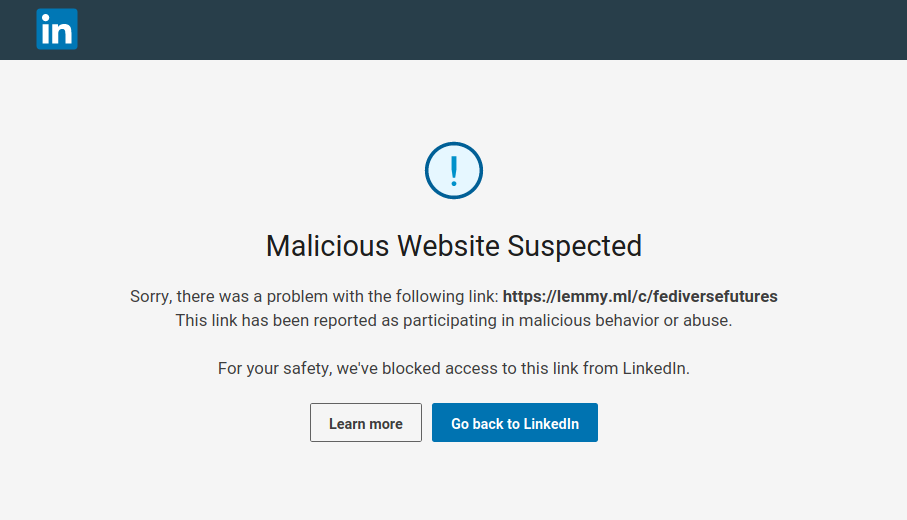 in
!
Malicious Website Suspected
Sorry, there was a problem with the following link: https://lemmy.ml/c/fediversefutures
This link has been reported as participating in malicious behavior or abuse.
For your safety, we've blocked access to this link from LinkedIn.
Learn more
Go back to LinkedIn